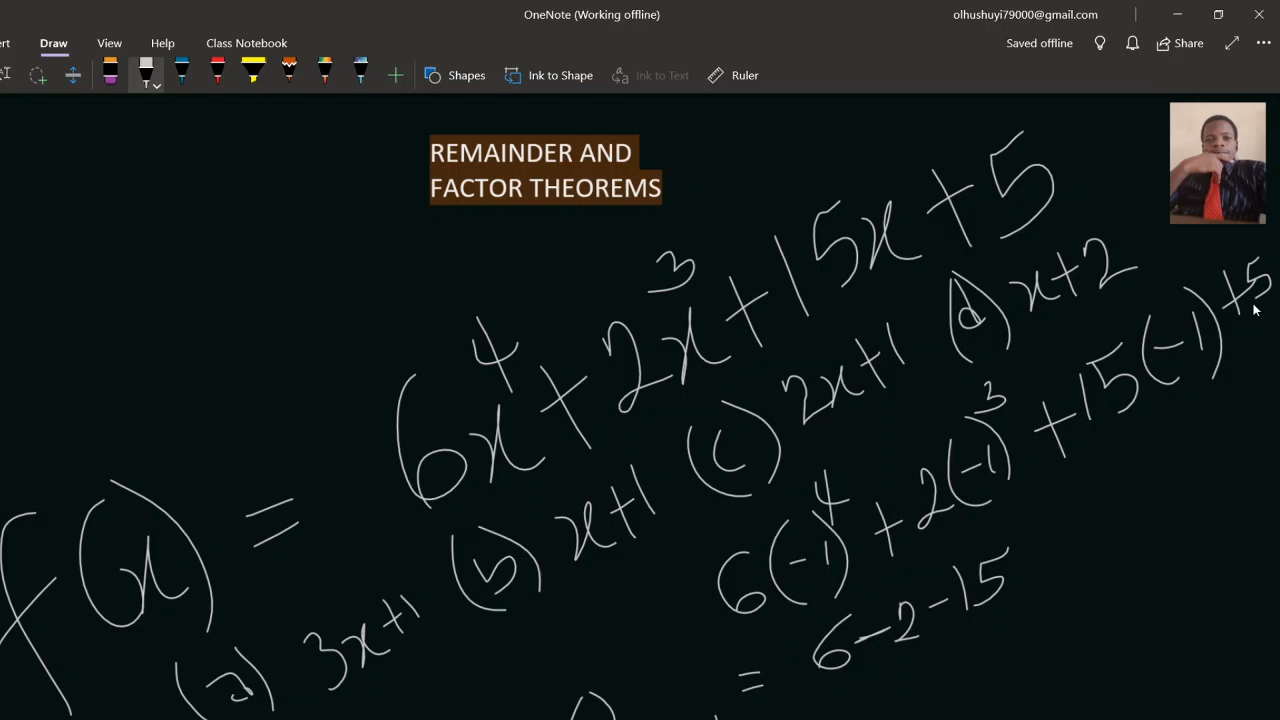 OneNote (Working offline)
olhushuyi79000@gmail.com
ert Draw View Help Class Notebook
Saved offline
Share
Shapes
Ink to Shape
Ink to Text
Ruler
REMAINDER AND
FACTOR THEOREMS
f(x) = 6x⁴+2x³+15x+5
(a) 3x+1 (b) x+1 (c) 2x+1 (d) x+2
6(-1)⁴+2(-1)³+15(-1)+5
= 6-2-15